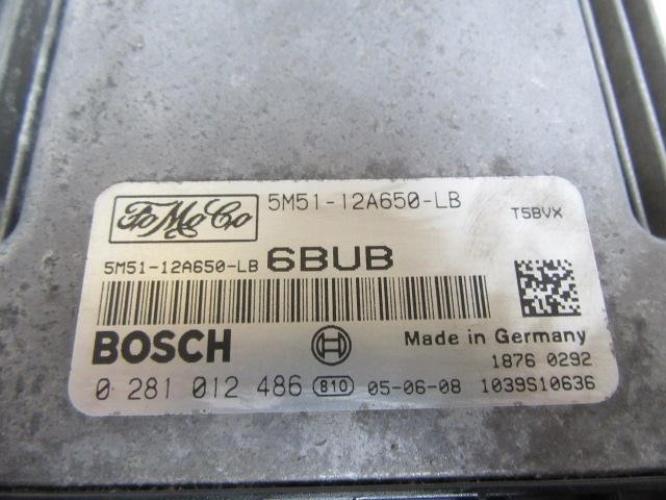 FoMoCo 5M51-12A650-LB
T5BVX
5M51-12A650-LB 6BUB
BOSCH Made in Germany
1876 0292
0 281 012 486 B10 05-06-08 1039S10636